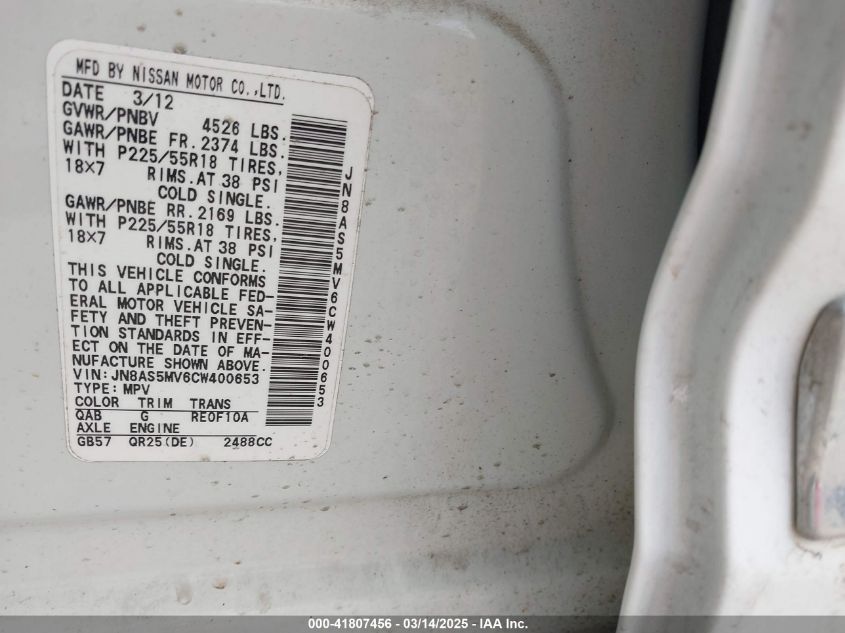 MFD BY NISSAN MOTOR CO.,LTD.
DATE 3/12
GVWR/PNBV 4526 LBS.
GAWR/PNBE FR. 2374 LBS.
WITH P225/55R18 TIRES,
18X7 RIMS.AT 38 PSI
COLD SINGLE.
GAWR/PNBE RR. 2169 LBS.
WITH P225/55R18 TIRES,
18X7 RIMS.AT 38 PSI
COLD SINGLE.
THIS VEHICLE CONFORMS
TO ALL APPLICABLE FED-
ERAL MOTOR VEHICLE SA-
FETY AND THEFT PREVEN-
TION STANDARDS IN EFF-
ECT ON THE DATE OF MA-
NUFACTURE SHOWN ABOVE.
VIN:JN8AS5MV6CW400653
TYPE: MPV
COLOR TRIM TRANS
QAB G RE0F10A
AXLE ENGINE
GB57 QR25(DE) 2488CC
JN8AS5MV6CW400653
000-41807456 - 03/14/2025 - IAA Inc.